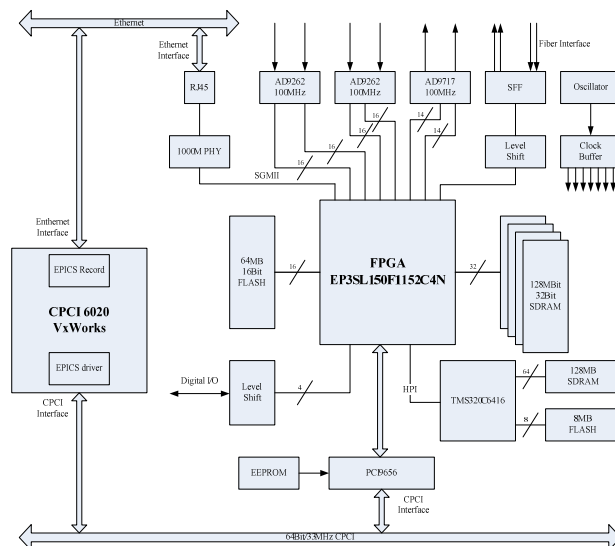 Ethernet
Ethernet
Interface
Fiber Interface
RJ45
AD9262
100MHz
AD9262
100MHz
AD9717
100MHz
SFF
Oscillator
16
16
16
16
14
14
1000M PHY
Level
Shift
Clock
Buffer
SGMII
Enthernet
Interface
EPICS Record
CPCI 6020
VxWorks
EPICS driver
CPCI
Interface
64MB
16Bit
FLASH
16
FPGA
EP3SL150F1152C4N
32
128MBit
32Bit
SDRAM
Digital I/O
Level
Shift
4
HPI
TMS320C6416
64
128MB
SDRAM
8
8MB
FLASH
EEPROM
PCI9656
CPCI
Interface
64Bit/33MHz CPCI